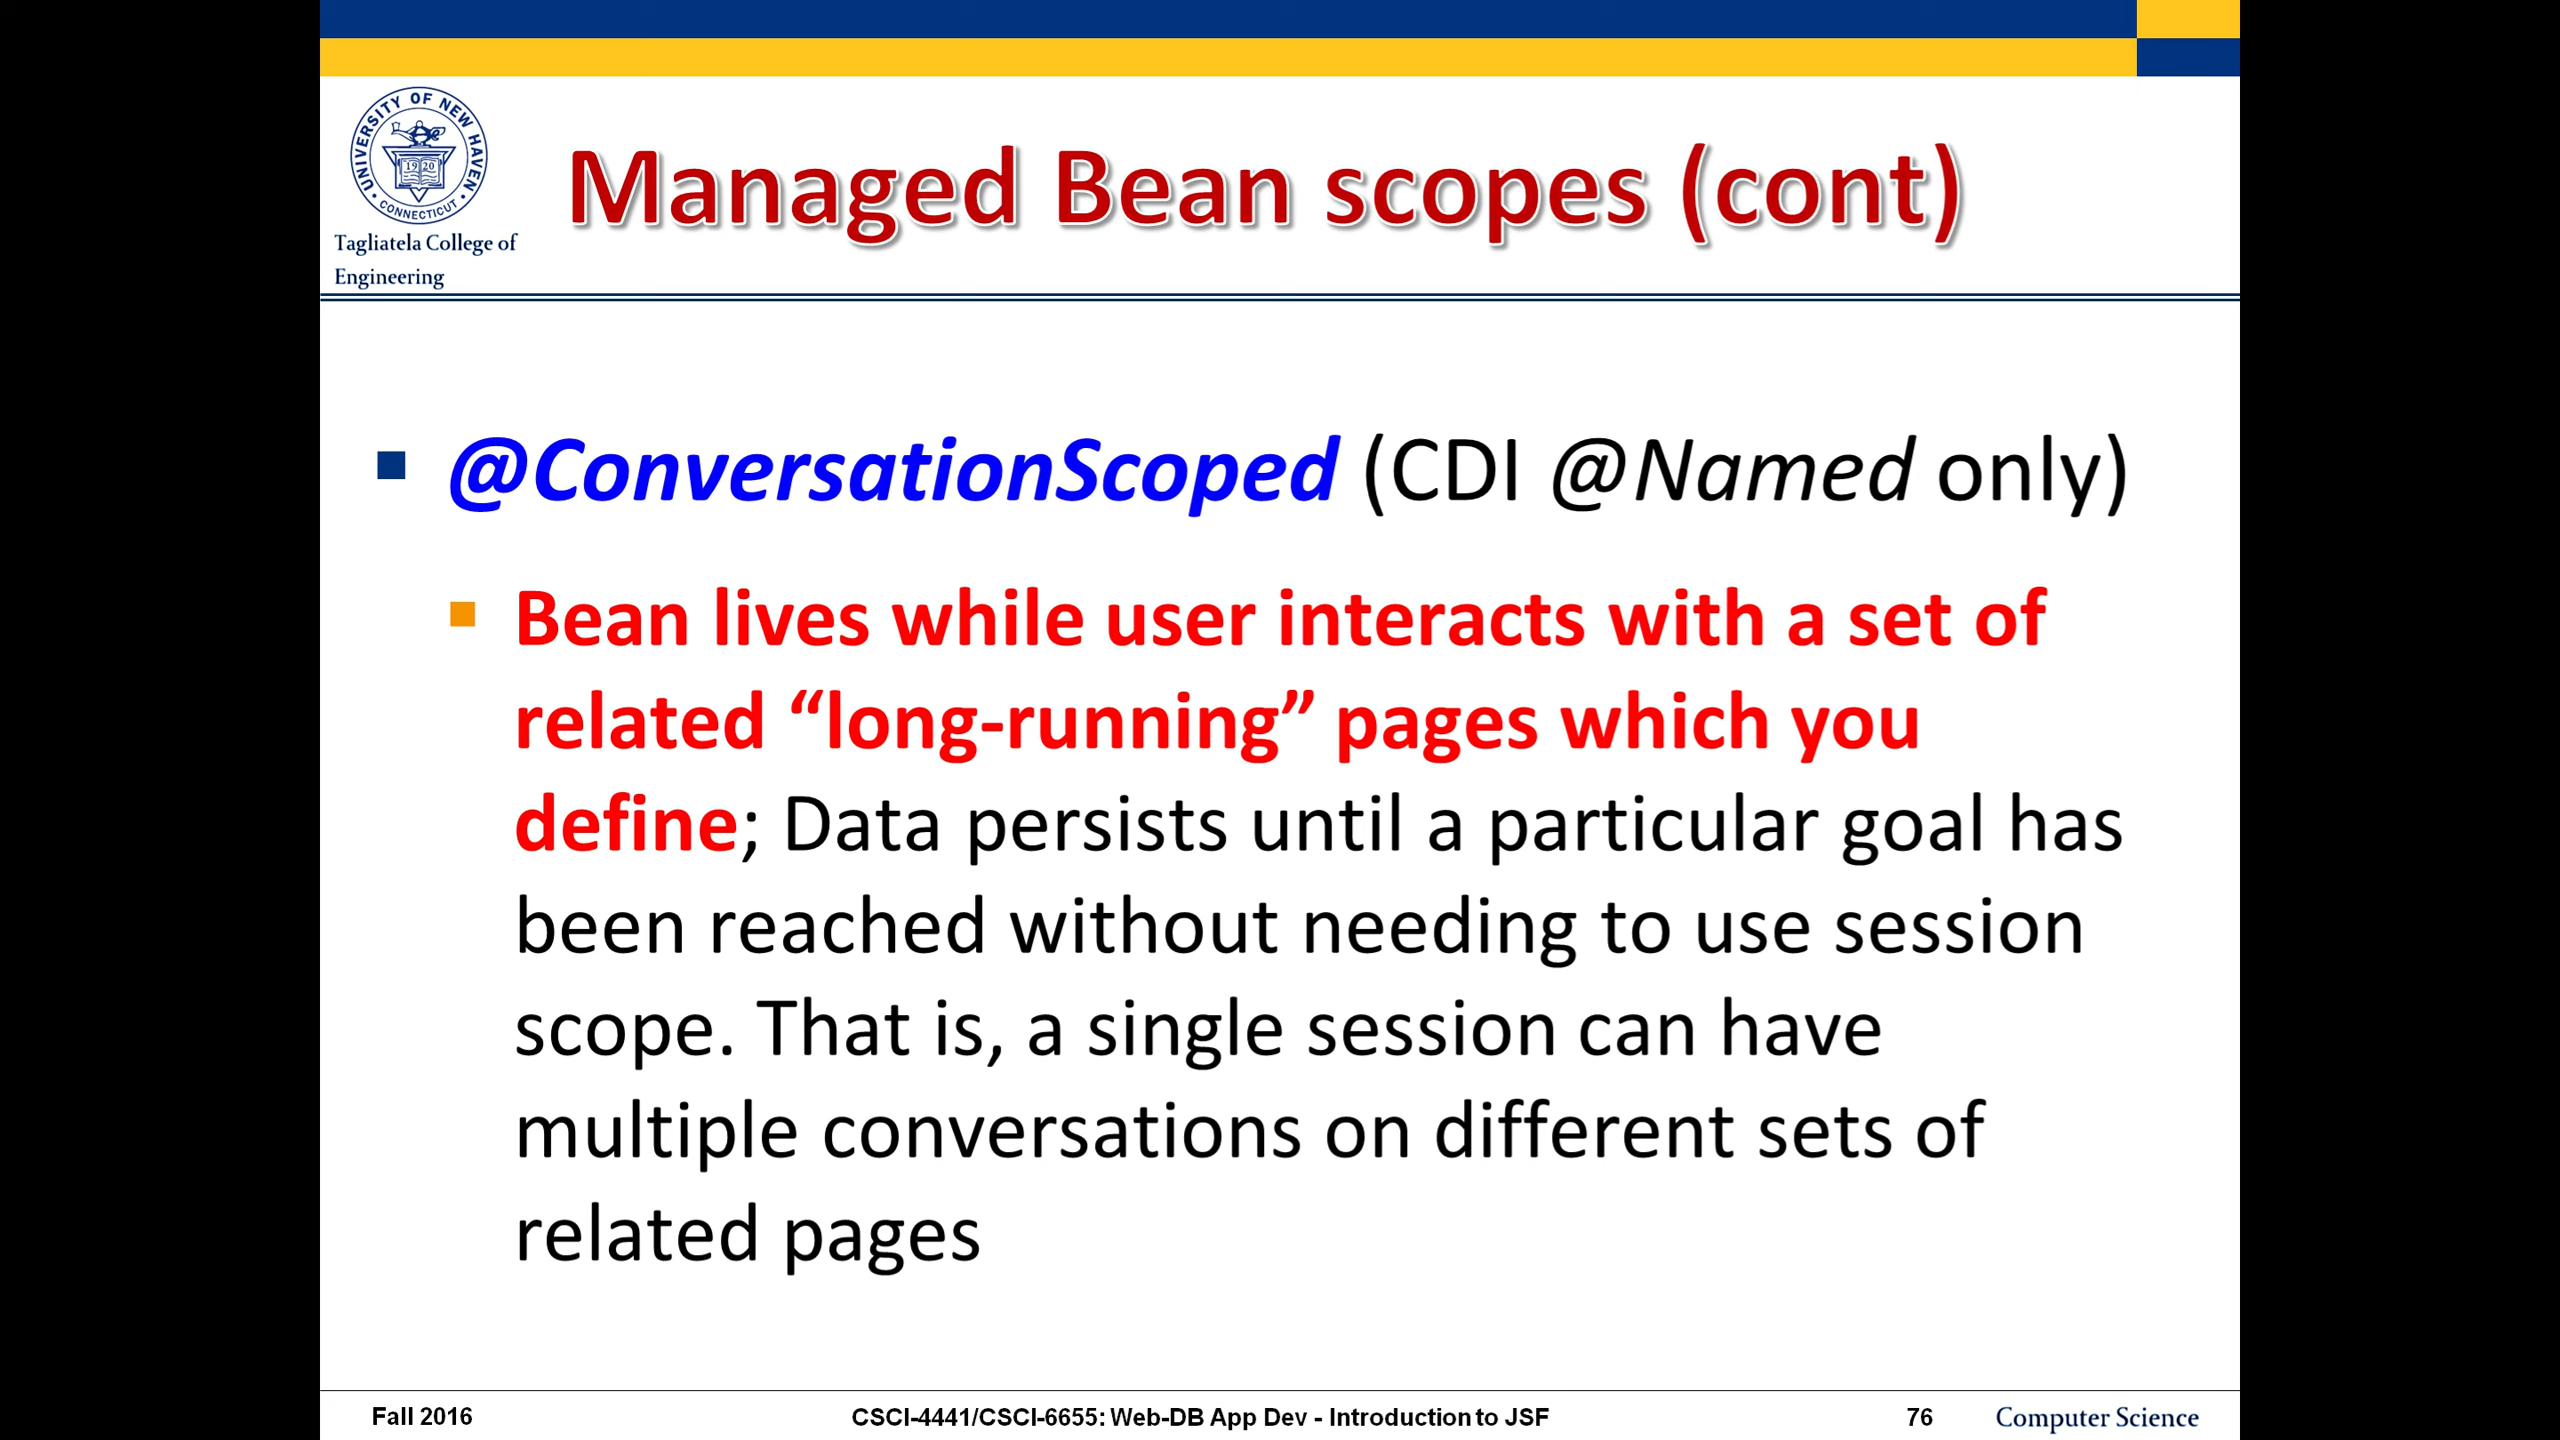 UNIVERSITY OF NEW HAVEN
19 20
CONNECTICUT
Tagliatela College of
Engineering
Managed Bean scopes (cont)
@ConversationScoped (CDI @Named only)
Bean lives while user interacts with a set of
related “long-running” pages which you
define; Data persists until a particular goal has
been reached without needing to use session
scope. That is, a single session can have
multiple conversations on different sets of
related pages
Fall 2016
CSCI-4441/CSCI-6655: Web-DB App Dev - Introduction to JSF
76
Computer Science